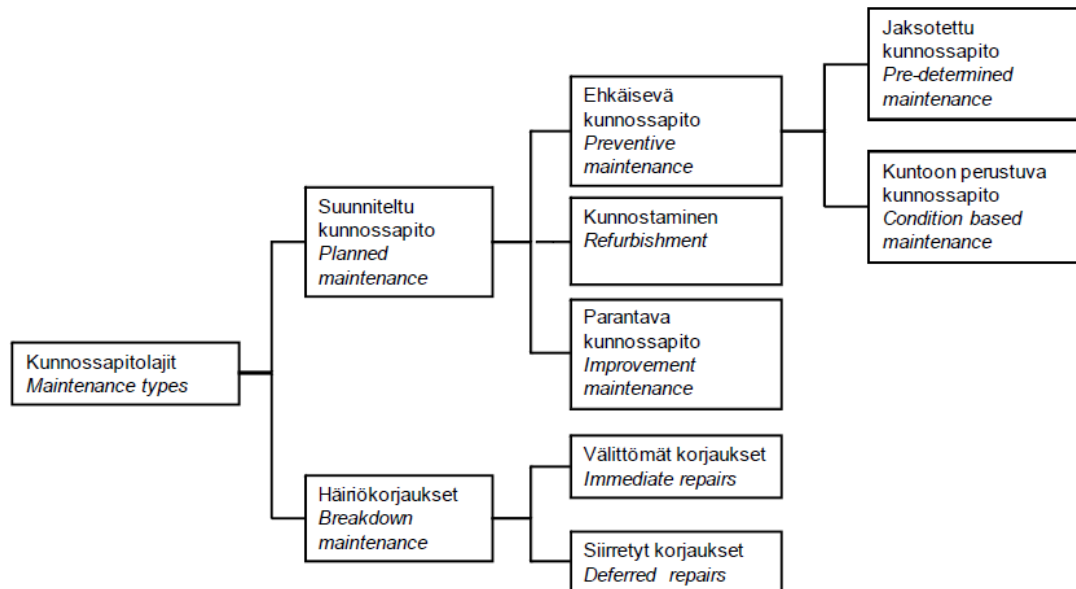 Kunnossapitolajit
Maintenance types
Suunniteltu
kunnossapito
Planned
maintenance
Häiriökorjaukset
Breakdown
maintenance
Ehkäisevä
kunnossapito
Preventive
maintenance
Kunnostaminen
Refurbishment
Parantava
kunnossapito
Improvement
maintenance
Välittömät korjaukset
Immediate repairs
Siirretyt korjaukset
Deferred repairs
Jaksotettu
kunnossapito
Pre-determined
maintenance
Kuntoon perustuva
kunnossapito
Condition based
maintenance